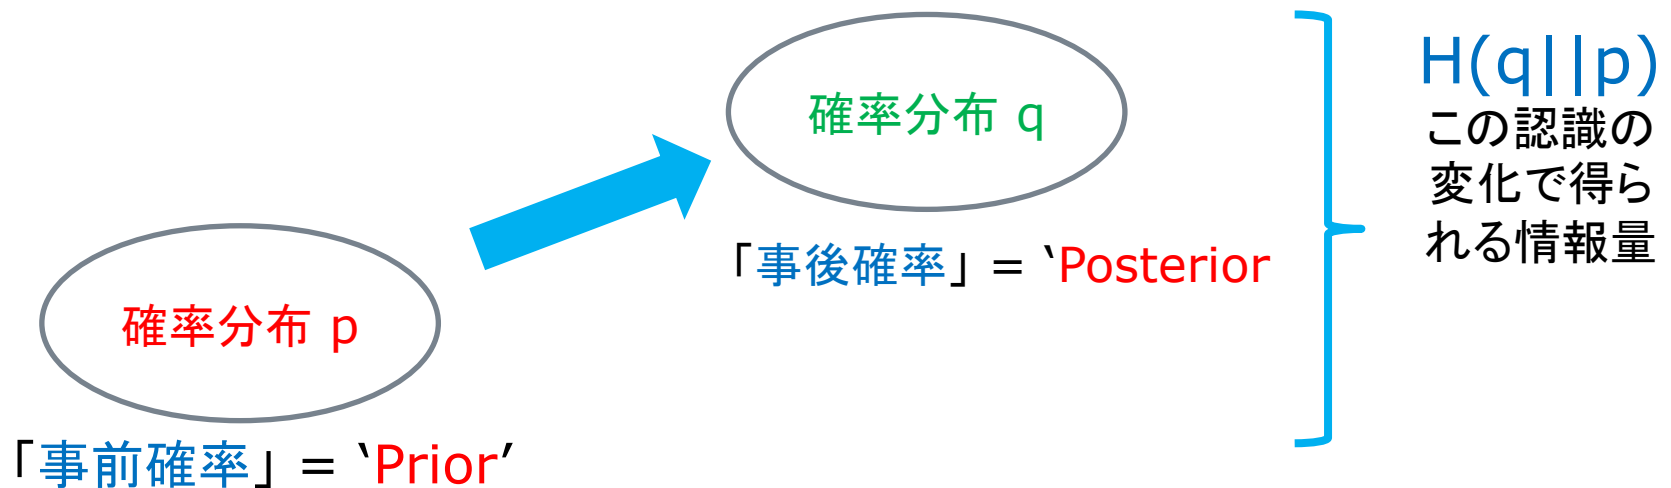 確率分布 p
「事前確率」 = ‘Prior’
確率分布 q
「事後確率」 = ‘Posterior
H(q||p)
この認識の
変化で得ら
れる情報量